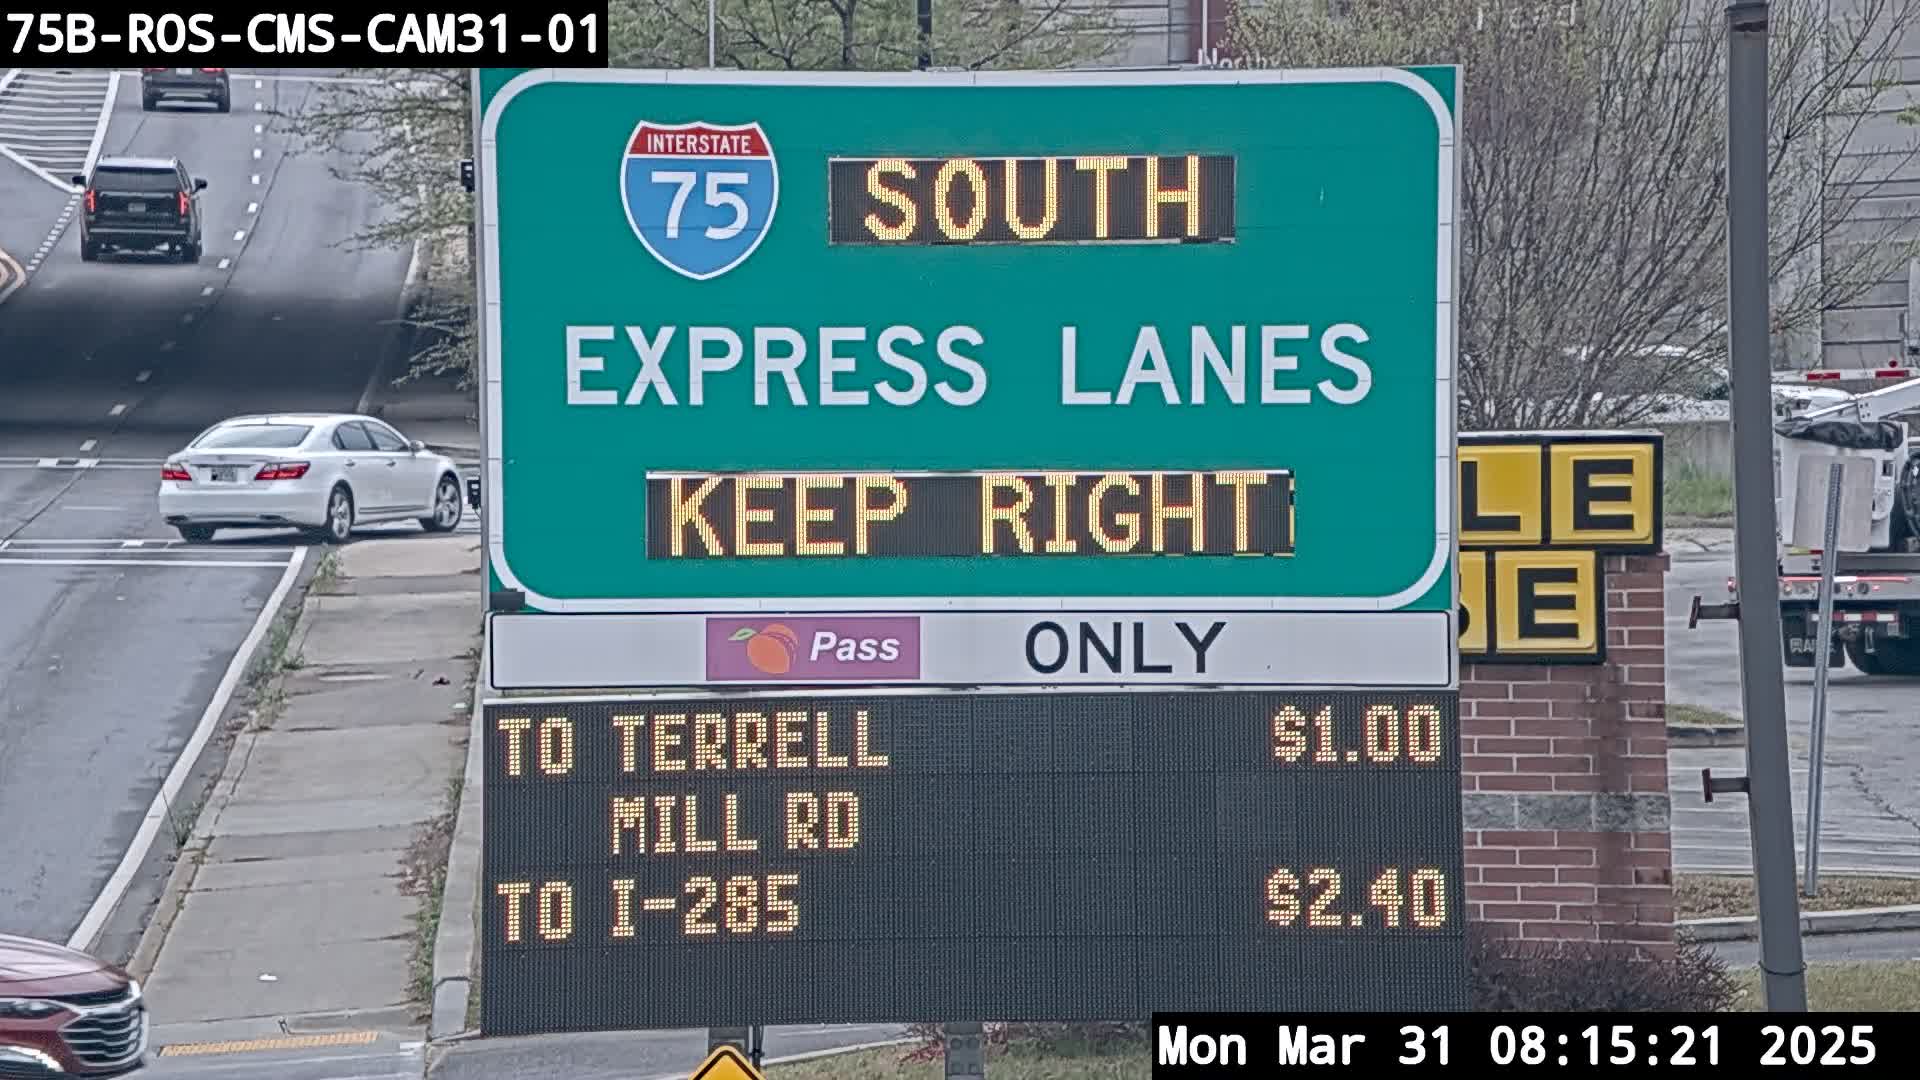 75B-ROS-CMS-CAM31-01
INTERSTATE
75
SOUTH
EXPRESS LANES
KEEP RIGHT
Pass ONLY
TO TERRELL $1.00
MILL RD
TO I-285 $2.40
LE
E
Mon Mar 31 08:15:21 2025